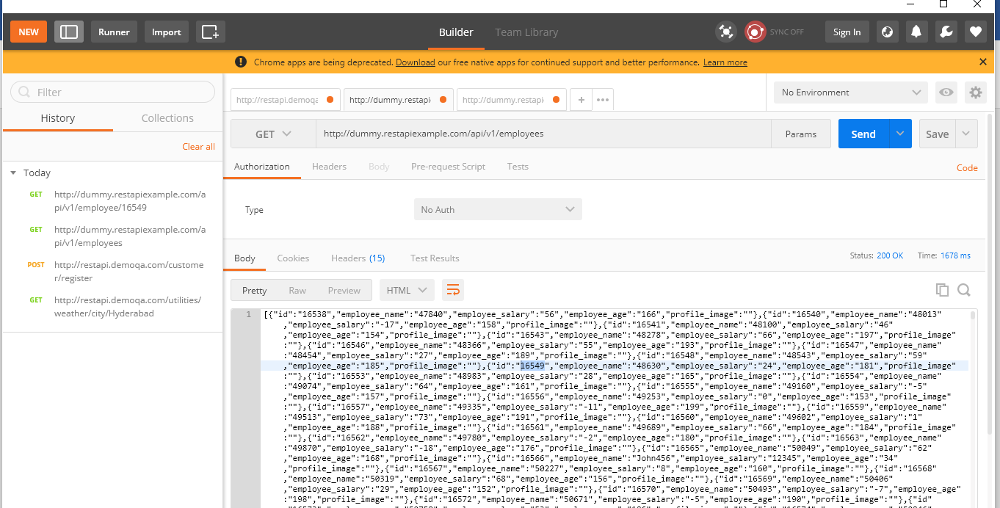 NEW Runner Import Builder Team Library SYNC OFF Sign In
Chrome apps are being deprecated. Download our free native apps for continued support and better performance. Learn more
Filter
History Collections
Clear all
Today
GET http://dummy.restapiexample.com/a
pi/v1/employee/16549
GET http://dummy.restapiexample.com/a
pi/v1/employees
POST http://restapi.demoqa.com/custome
r/register
GET http://restapi.demoqa.com/utilities/
weather/city/Hyderabad
http://restapi.demoqa http://dummy.restapi http://dummy.restapi + •••
No Environment
GET http://dummy.restapiexample.com/api/v1/employees Params Send Save
Authorization Headers Body Pre-request Script Tests Code
Type No Auth
Body Cookies Headers (15) Test Results Status: 200 OK Time: 1678 ms
Pretty Raw Preview HTML
1 [{"id":"16538","employee_name":"47840","employee_salary":"56","employee_age":"166","profile_image":""},{"id":"16540","employee_name":"48013"
,"employee_salary":"-17","employee_age":"158","profile_image":""},{"id":"16541","employee_name":"48100","employee_salary":"46"
,"employee_age":"154","profile_image":""},{"id":"16543","employee_name":"48278","employee_salary":"66","employee_age":"197","profile_image"
:""},{"id":"16546","employee_name":"48366","employee_salary":"55","employee_age":"193","profile_image":""},{"id":"16547","employee_name":
"48454","employee_salary":"27","employee_age":"189","profile_image":""},{"id":"16548","employee_name":"48543","employee_salary":"59"
,"employee_age":"185","profile_image":""},{"id":"16549","employee_name":"48630","employee_salary":"24","employee_age":"181","profile_image"
:""},{"id":"16553","employee_name":"48983","employee_salary":"28","employee_age":"165","profile_image":""},{"id":"16554","employee_name":
"49074","employee_salary":"64","employee_age":"161","profile_image":""},{"id":"16555","employee_name":"49160","employee_salary":"-5"
,"employee_age":"157","profile_image":""},{"id":"16556","employee_name":"49253","employee_salary":"0","employee_age":"153","profile_image"
:""},{"id":"16557","employee_name":"49335","employee_salary":"-11","employee_age":"199","profile_image":""},{"id":"16559","employee_name":
"49513","employee_salary":"73","employee_age":"191","profile_image":""},{"id":"16560","employee_name":"49602","employee_salary":"1"
,"employee_age":"188","profile_image":""},{"id":"16561","employee_name":"49689","employee_salary":"66","employee_age":"184","profile_image"
:""},{"id":"16562","employee_name":"49780","employee_salary":"-2","employee_age":"180","profile_image":""},{"id":"16563","employee_name":
"49870","employee_salary":"-18","employee_age":"176","profile_image":""},{"id":"16565","employee_name":"50049","employee_salary":"62"
,"employee_age":"168","profile_image":""},{"id":"16566","employee_name":"John456","employee_salary":"12345","employee_age":"34"
,"profile_image":""},{"id":"16567","employee_name":"50227","employee_salary":"8","employee_age":"160","profile_image":""},{"id":"16568"
,"employee_name":"50319","employee_salary":"68","employee_age":"156","profile_image":""},{"id":"16569","employee_name":"50406"
,"employee_salary":"29","employee_age":"152","profile_image":""},{"id":"16570","employee_name":"50493","employee_salary":"-7","employee_age"
:"198","profile_image":""},{"id":"16572","employee_name":"50671","employee_salary":"-5","employee_age":"190","profile_image":""},{"id":